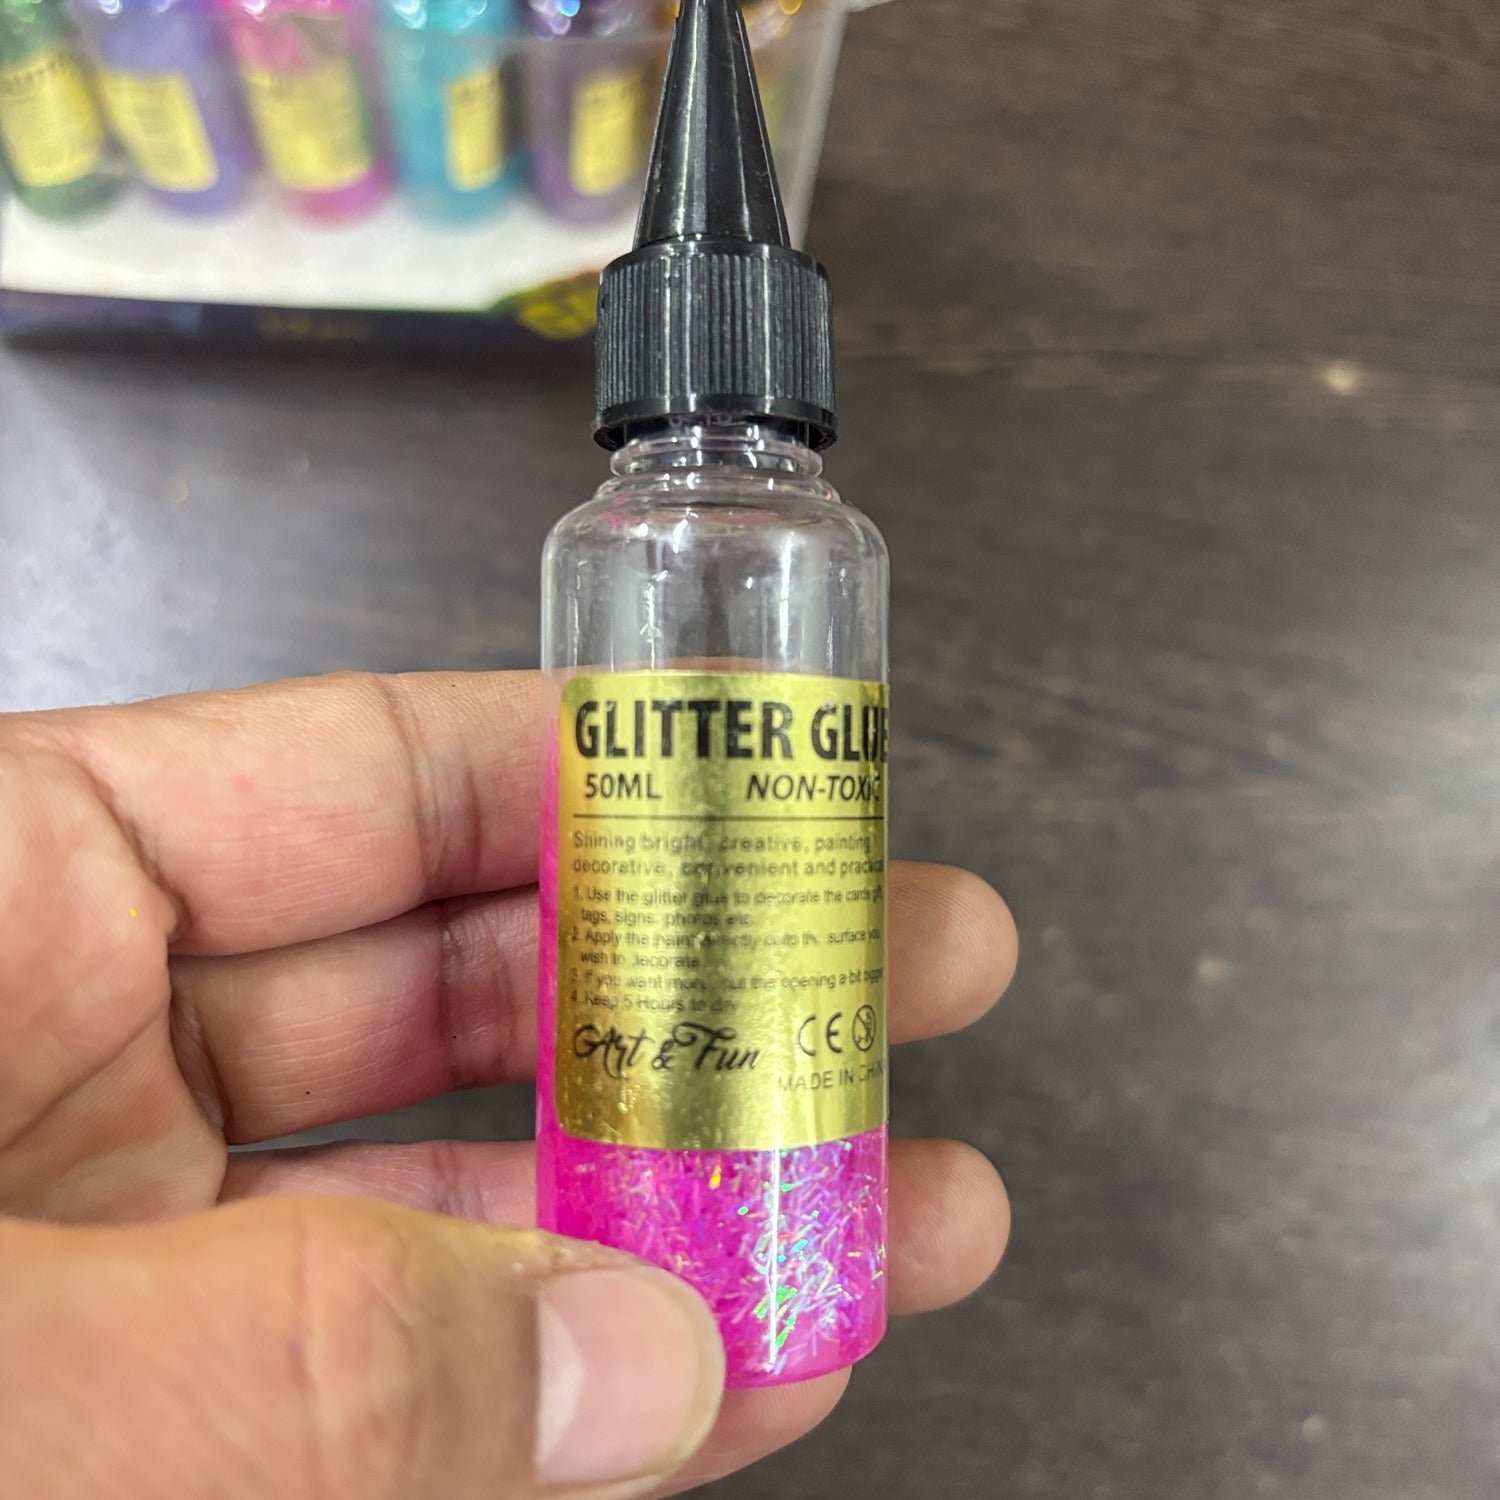 GLITTER GLUE
50ML NON-TOXIC
Shining bright, creative, painting
decorative, convenient and practical
1. Use the glitter glue to decorate the cards gift
tags, signs, photos etc.
2. Apply the paint directly onto the surface you
wish to decorate.
3. If you want more, cut the opening a bit bigger
4. Keep 5 Hours to dry
Art & Fun
CE
MADE IN CHINA